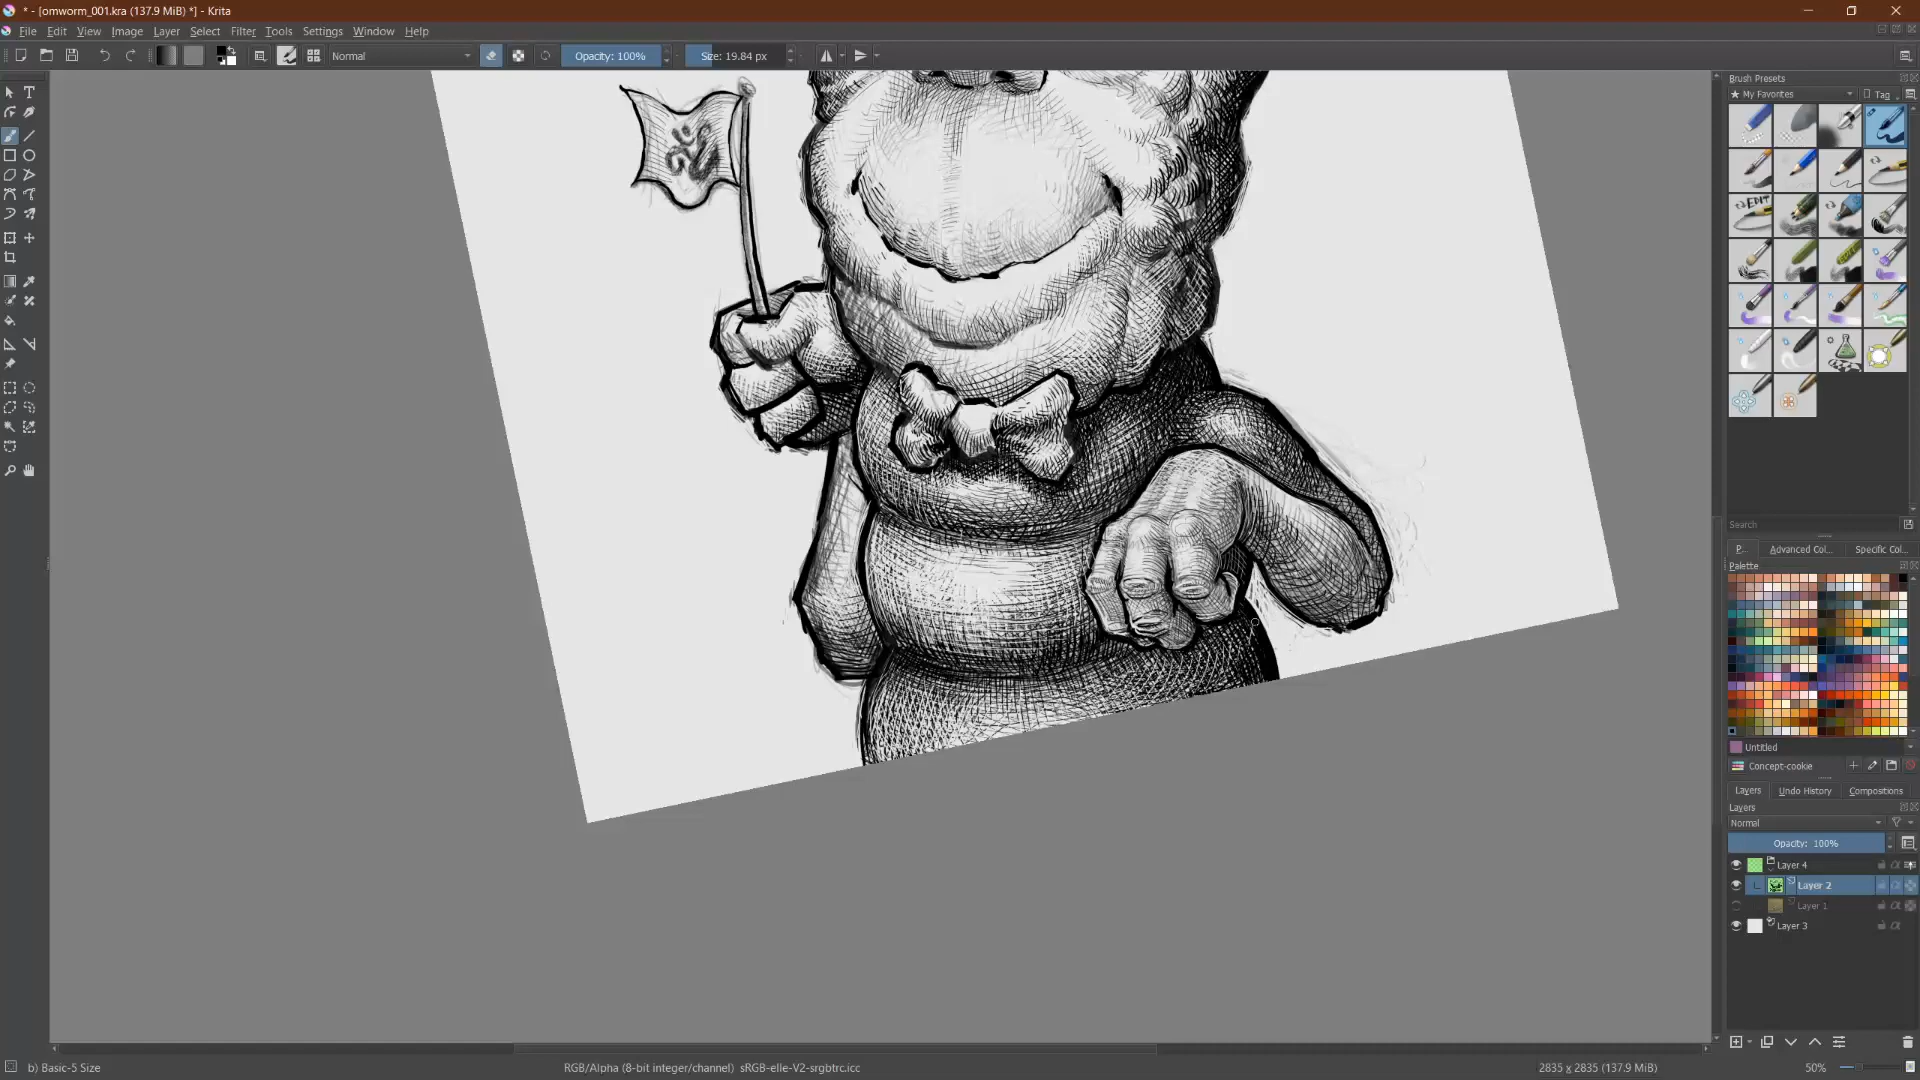 * - [omworm_001.kra (137.9 MiB) *] - Krita
File Edit View Image Layer Select Filter Tools Settings Window Help
Normal
Opacity: 100%
Size: 19.84 px
Brush Presets
My Favorites
Tag
EDIT
Search
P... Advanced Col... Specific Col...
Palette
Untitled
Concept-cookie
Layers Undo History Compositions
Layers
Normal
Opacity: 100%
Layer 4
Layer 2
Layer 1
Layer 3
b) Basic-5 Size
RGB/Alpha (8-bit integer/channel) sRGB-elle-V2-srgbtrc.icc
2835 x 2835 (137.9 MiB)
50%